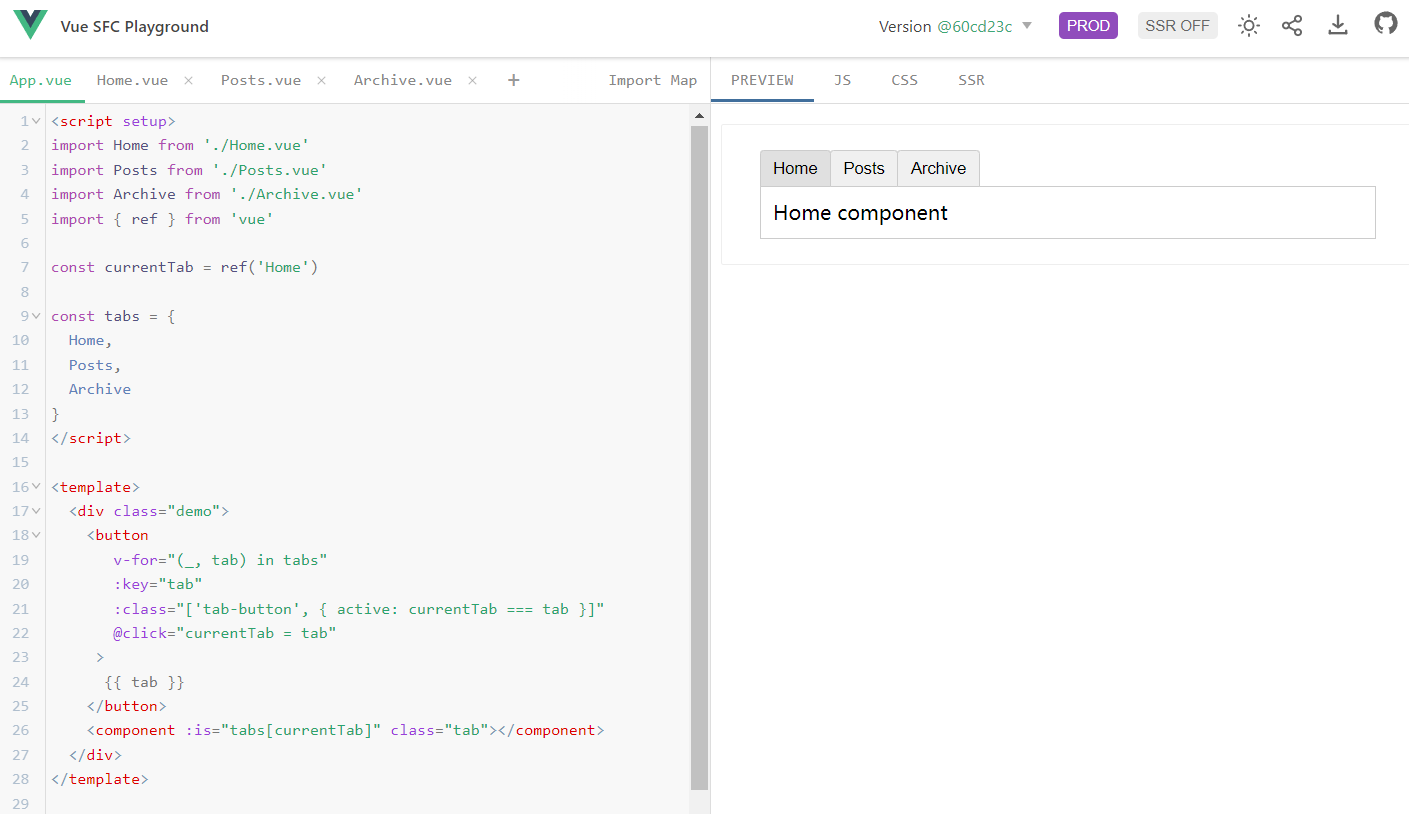 Vue SFC Playground
Version @60cd23c PROD SSR OFF
App.vue Home.vue × Posts.vue × Archive.vue × + Import Map
1 <script setup>
2 import Home from './Home.vue'
3 import Posts from './Posts.vue'
4 import Archive from './Archive.vue'
5 import { ref } from 'vue'
6
7 const currentTab = ref('Home')
8
9 const tabs = {
10   Home,
11   Posts,
12   Archive
13 }
14 </script>
15
16 <template>
17   <div class="demo">
18     <button
19        v-for="(_, tab) in tabs"
20        :key="tab"
21        :class="['tab-button', { active: currentTab === tab }]"
22        @click="currentTab = tab"
23      >
24       {{ tab }}
25     </button>
26     <component :is="tabs[currentTab]" class="tab"></component>
27   </div>
28 </template>
29
PREVIEW JS CSS SSR
Home Posts Archive
Home component